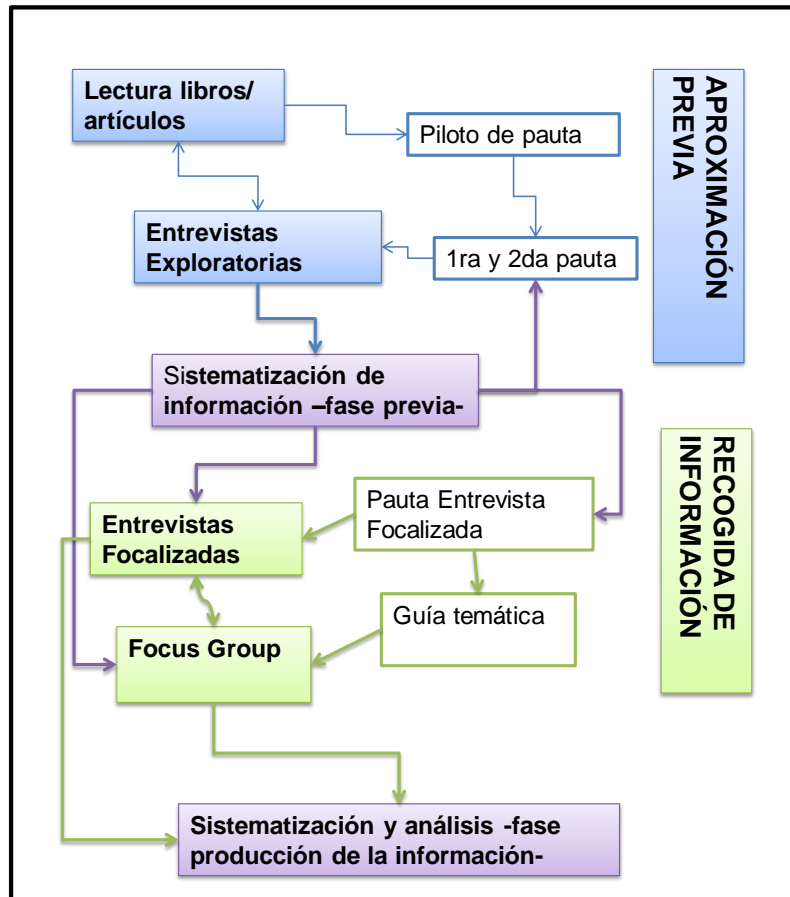 Lectura libros/
artículos
Piloto de pauta
APROXIMACIÓN
PREVIA
Entrevistas
Exploratorias
1ra y 2da pauta
Sistematización de
información –fase previa-
RECOGIDA DE
INFORMACIÓN
Pauta Entrevista
Focalizada
Entrevistas
Focalizadas
Guía temática
Focus Group
Sistematización y análisis -fase
producción de la información-